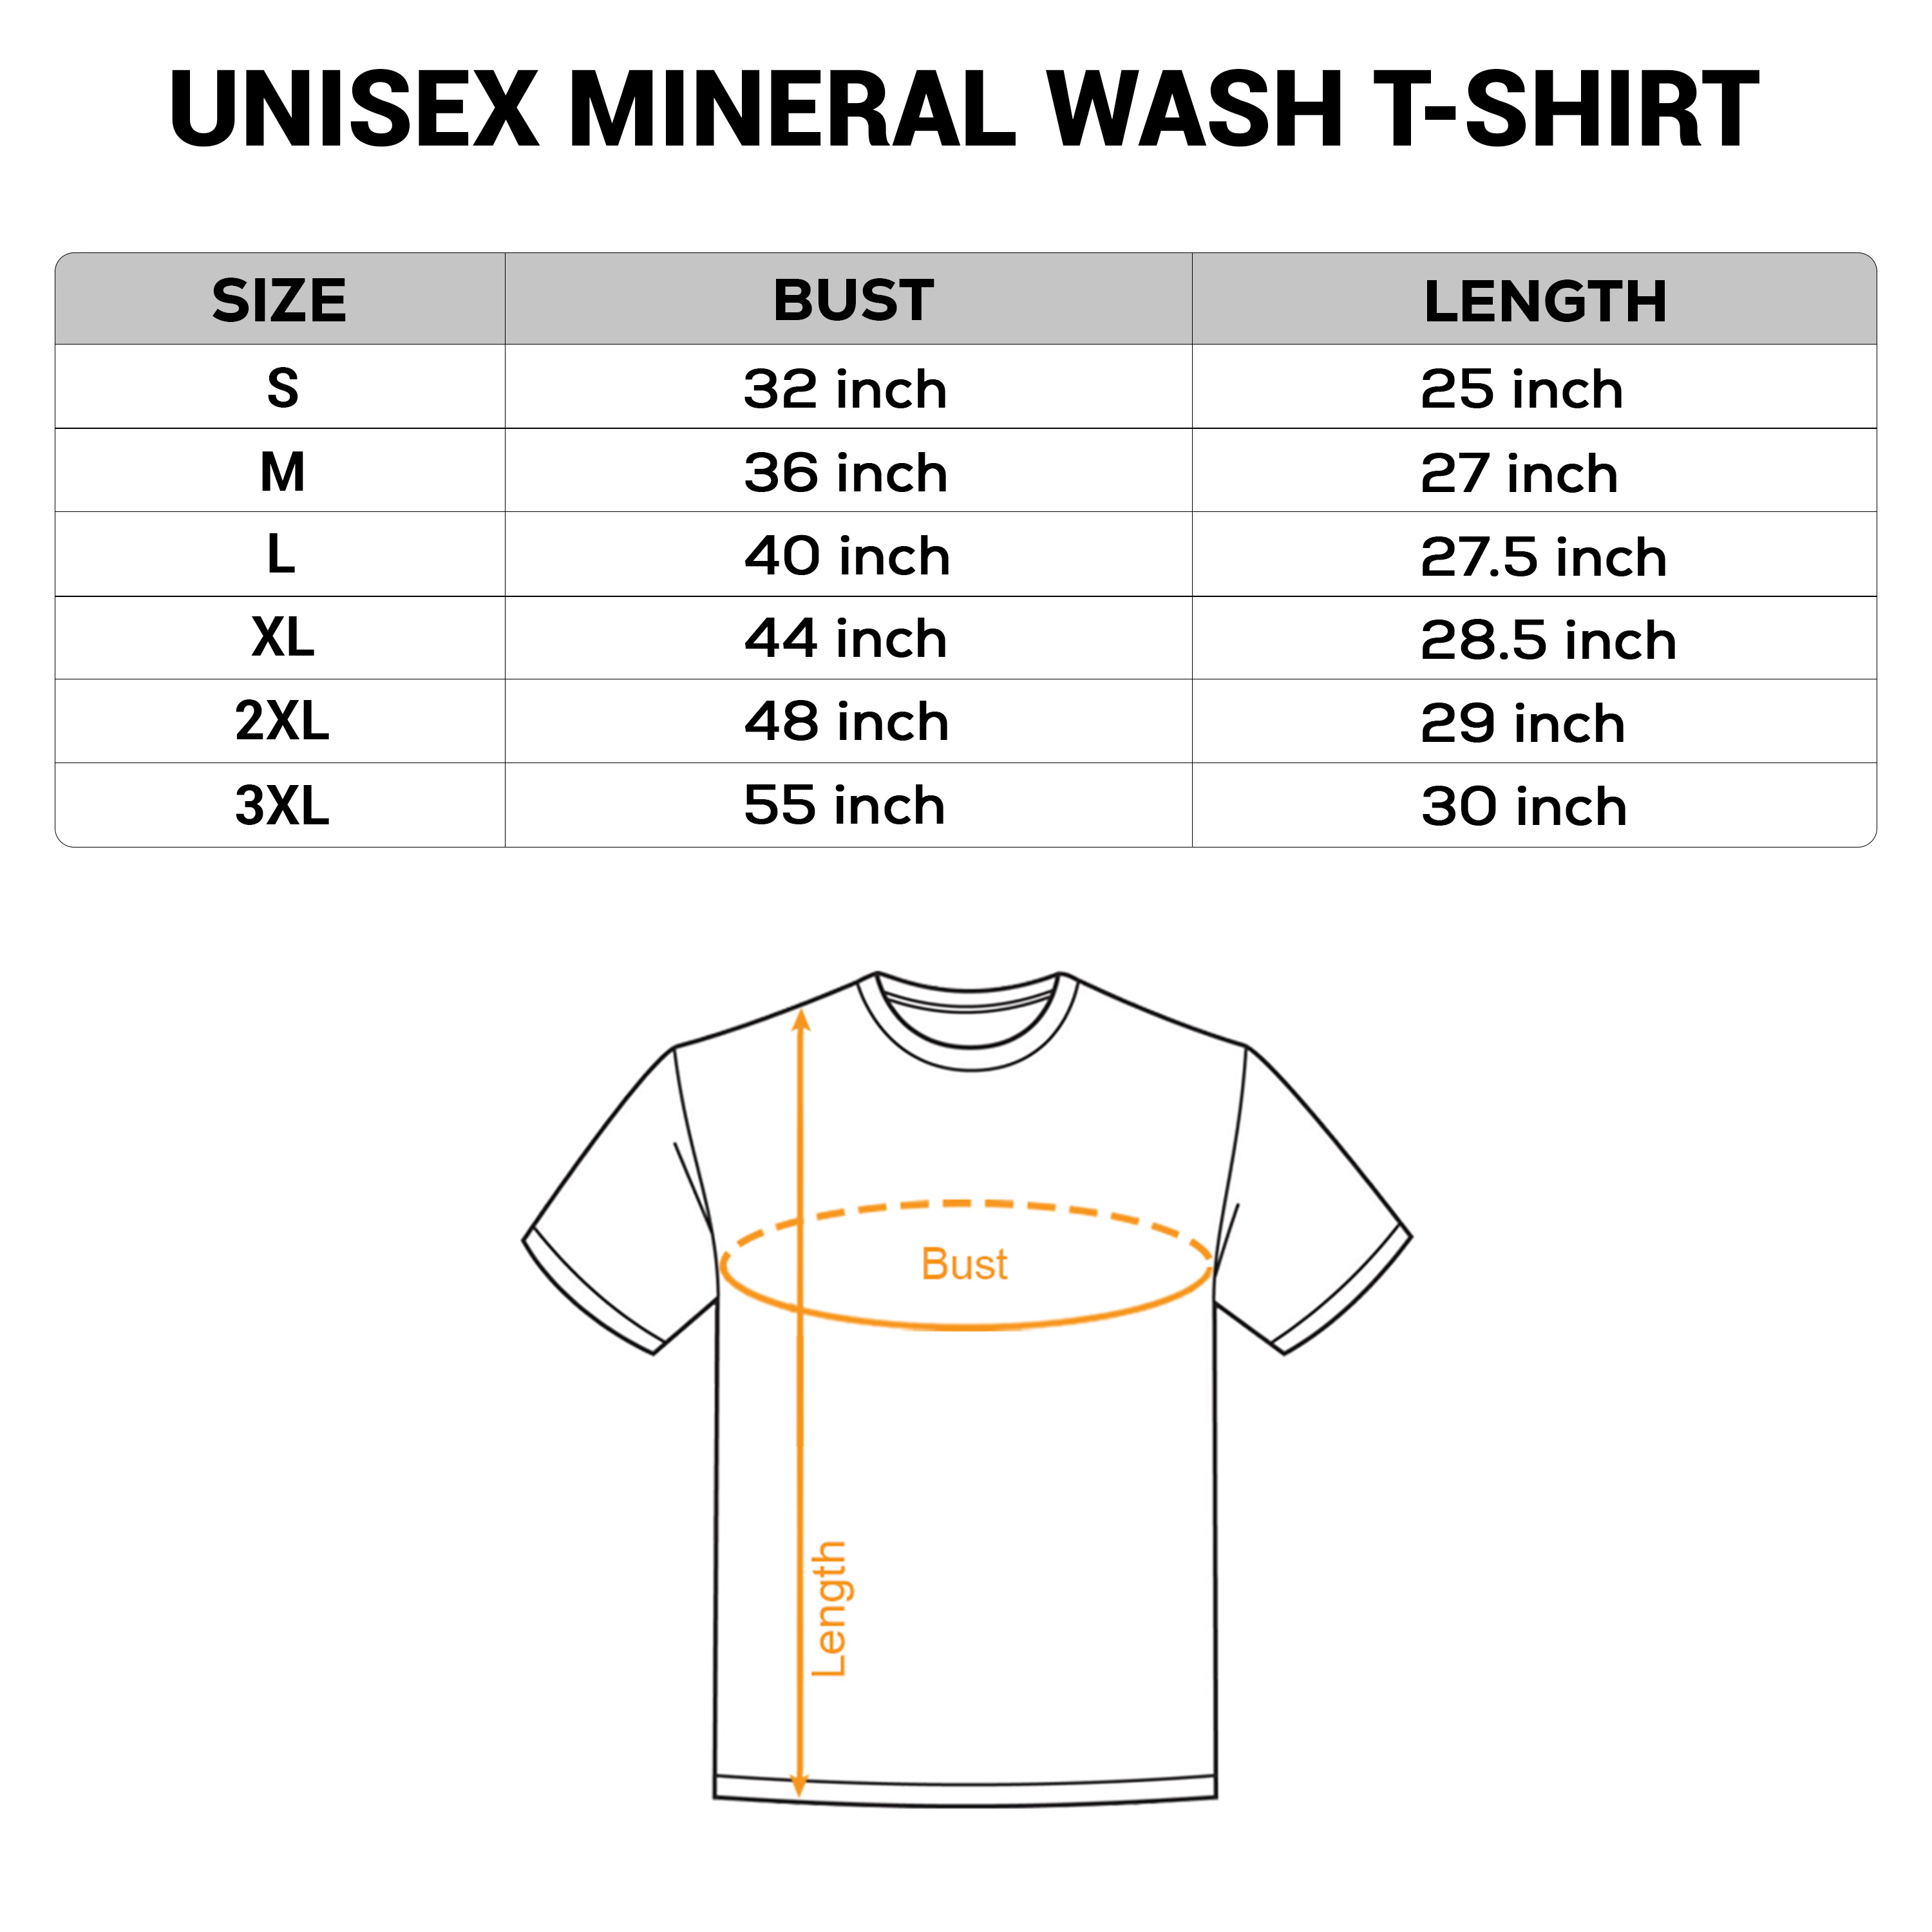 UNISEX MINERAL WASH T-SHIRT
SIZE BUST LENGTH
S 32 inch 25 inch
M 36 inch 27 inch
L 40 inch 27.5 inch
XL 44 inch 28.5 inch
2XL 48 inch 29 inch
3XL 55 inch 30 inch
Bust
Length